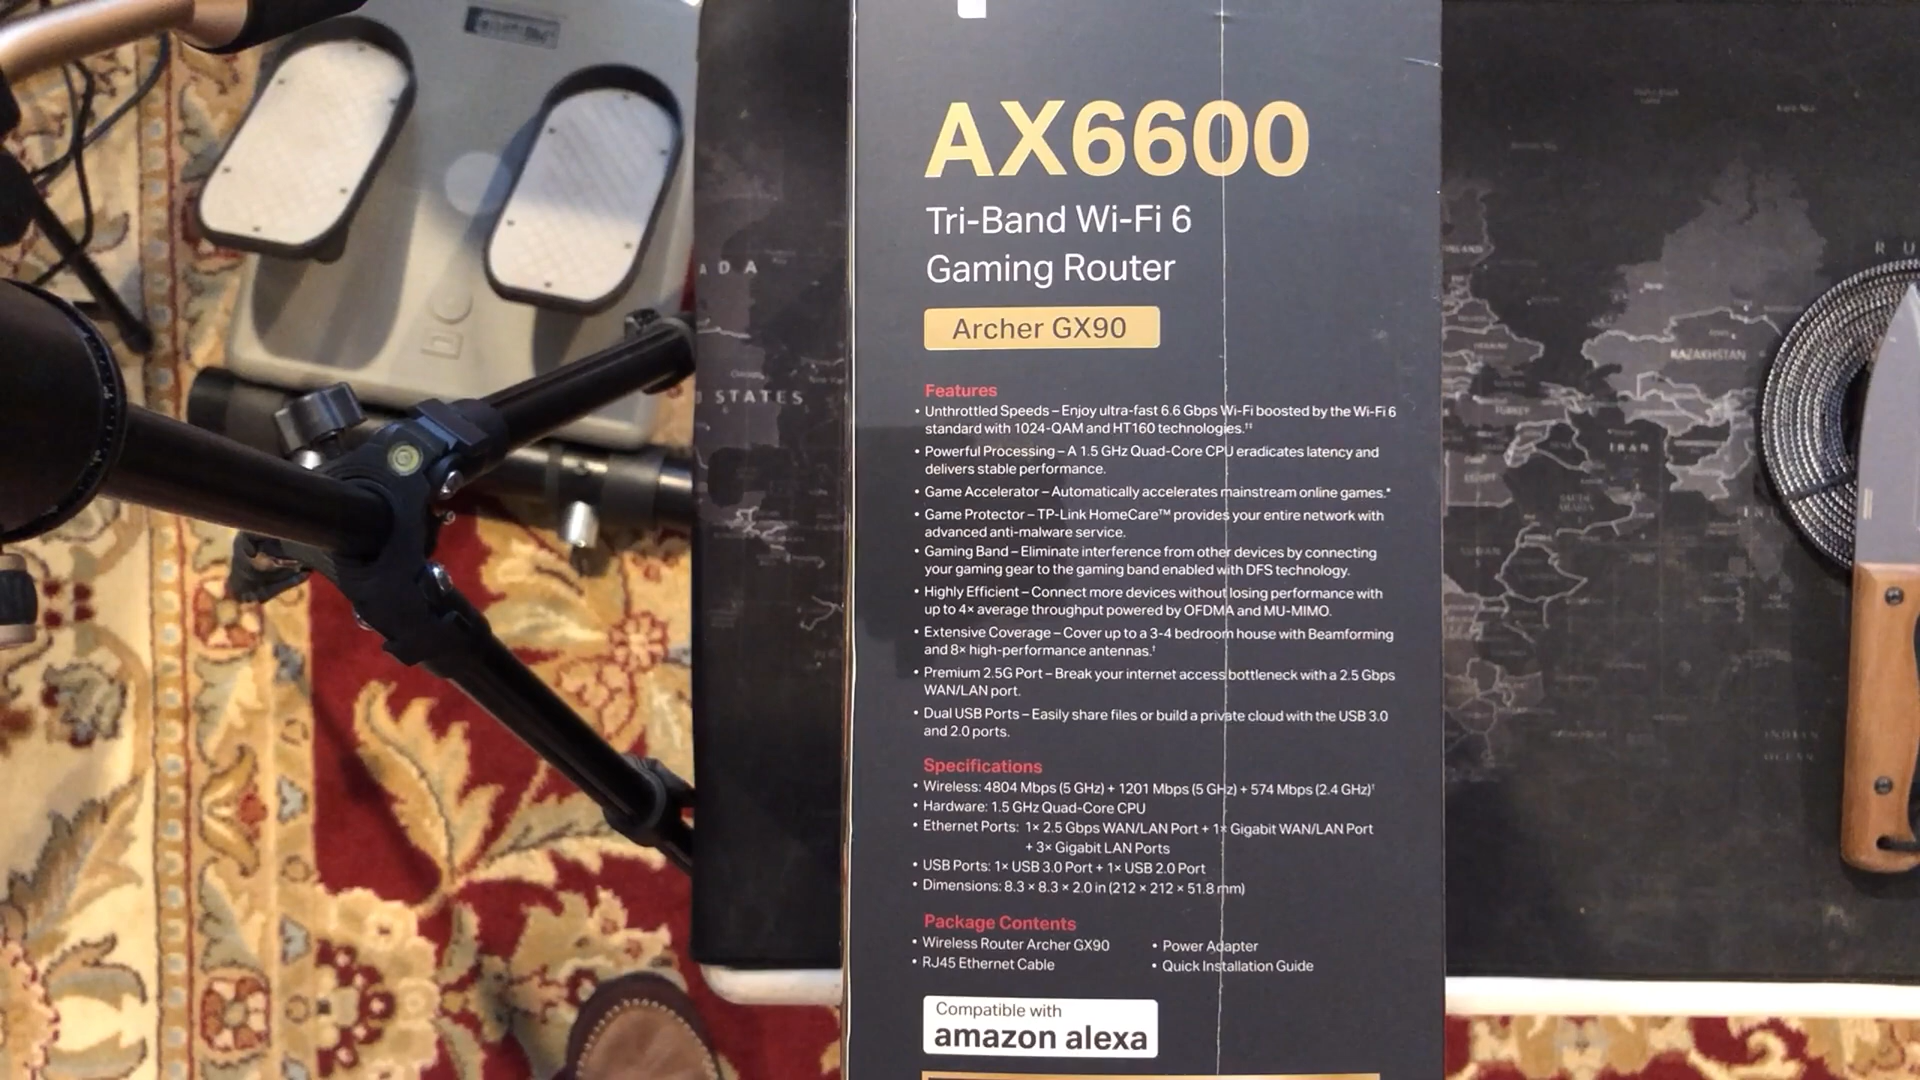 AX6600
Tri-Band Wi-Fi 6
Gaming Router
Archer GX90
Features
• Unthrottled Speeds – Enjoy ultra-fast 6.6 Gbps Wi-Fi boosted by the Wi-Fi 6
standard with 1024-QAM and HT160 technologies.††
• Powerful Processing – A 1.5 GHz Quad-Core CPU eradicates latency and
delivers stable performance.
• Game Accelerator – Automatically accelerates mainstream online games.*
• Game Protector – TP-Link HomeCare™ provides your entire network with
advanced anti-malware service.
• Gaming Band – Eliminate interference from other devices by connecting
your gaming gear to the gaming band enabled with DFS technology.
• Highly Efficient – Connect more devices without losing performance with
up to 4× average throughput powered by OFDMA and MU-MIMO.
• Extensive Coverage – Cover up to a 3-4 bedroom house with Beamforming
and 8× high-performance antennas.†
• Premium 2.5G Port – Break your internet access bottleneck with a 2.5 Gbps
WAN/LAN port.
• Dual USB Ports – Easily share files or build a private cloud with the USB 3.0
and 2.0 ports.
Specifications
• Wireless: 4804 Mbps (5 GHz) + 1201 Mbps (5 GHz) + 574 Mbps (2.4 GHz)†
• Hardware: 1.5 GHz Quad-Core CPU
• Ethernet Ports: 1× 2.5 Gbps WAN/LAN Port + 1× Gigabit WAN/LAN Port
+ 3× Gigabit LAN Ports
• USB Ports: 1× USB 3.0 Port + 1× USB 2.0 Port
• Dimensions: 8.3 × 8.3 × 2.0 in (212 × 212 × 51.8 mm)
Package Contents
• Wireless Router Archer GX90 • Power Adapter
• RJ45 Ethernet Cable • Quick Installation Guide
Compatible with
amazon alexa
ADA
STATES
RU
KAZAKHSTAN
IRAN
INDIAN
OCEAN